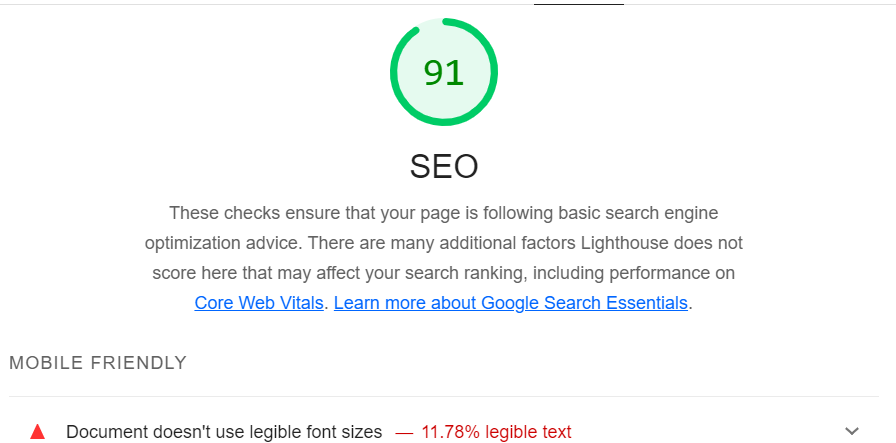 91
SEO
These checks ensure that your page is following basic search engine
optimization advice. There are many additional factors Lighthouse does not
score here that may affect your search ranking, including performance on
Core Web Vitals. Learn more about Google Search Essentials.
MOBILE FRIENDLY
Document doesn't use legible font sizes — 11.78% legible text